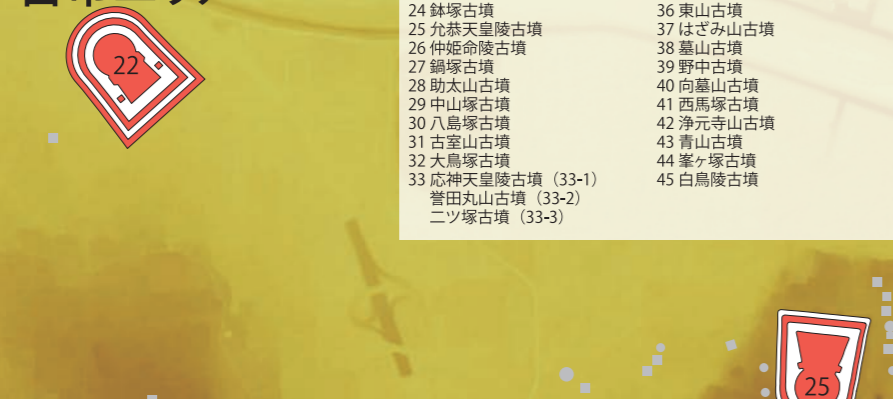 22
24 鉢塚古墳
25 允恭天皇陵古墳
26 仲姫命陵古墳
27 鍋塚古墳
28 助太山古墳
29 中山塚古墳
30 八島塚古墳
31 古室山古墳
32 大鳥塚古墳
33 応神天皇陵古墳（33-1）
誉田丸山古墳（33-2）
二ツ塚古墳（33-3）
36 東山古墳
37 はざみ山古墳
38 墓山古墳
39 野中古墳
40 向墓山古墳
41 西馬塚古墳
42 浄元寺山古墳
43 青山古墳
44 峯ヶ塚古墳
45 白鳥陵古墳
25